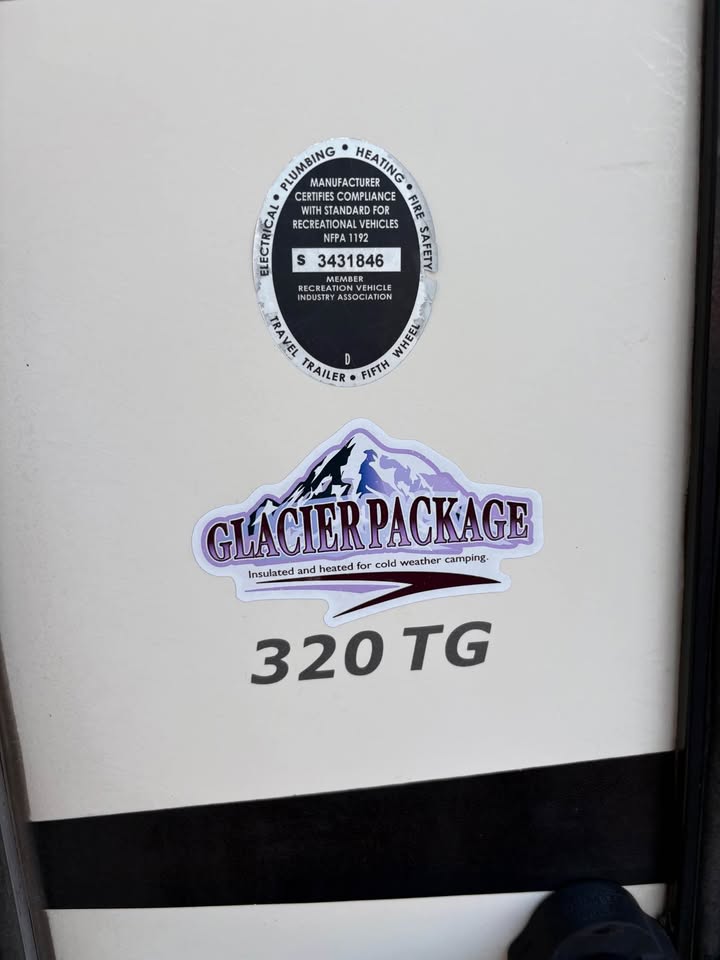 ELECTRICAL • PLUMBING • HEATING • FIRE SAFETY
MANUFACTURER
CERTIFIES COMPLIANCE
WITH STANDARD FOR
RECREATIONAL VEHICLES
NFPA 1192
S 3431846
MEMBER
RECREATION VEHICLE
INDUSTRY ASSOCIATION
D
TRAVEL TRAILER • FIFTH WHEEL
GLACIER PACKAGE
Insulated and heated for cold weather camping.
320 TG